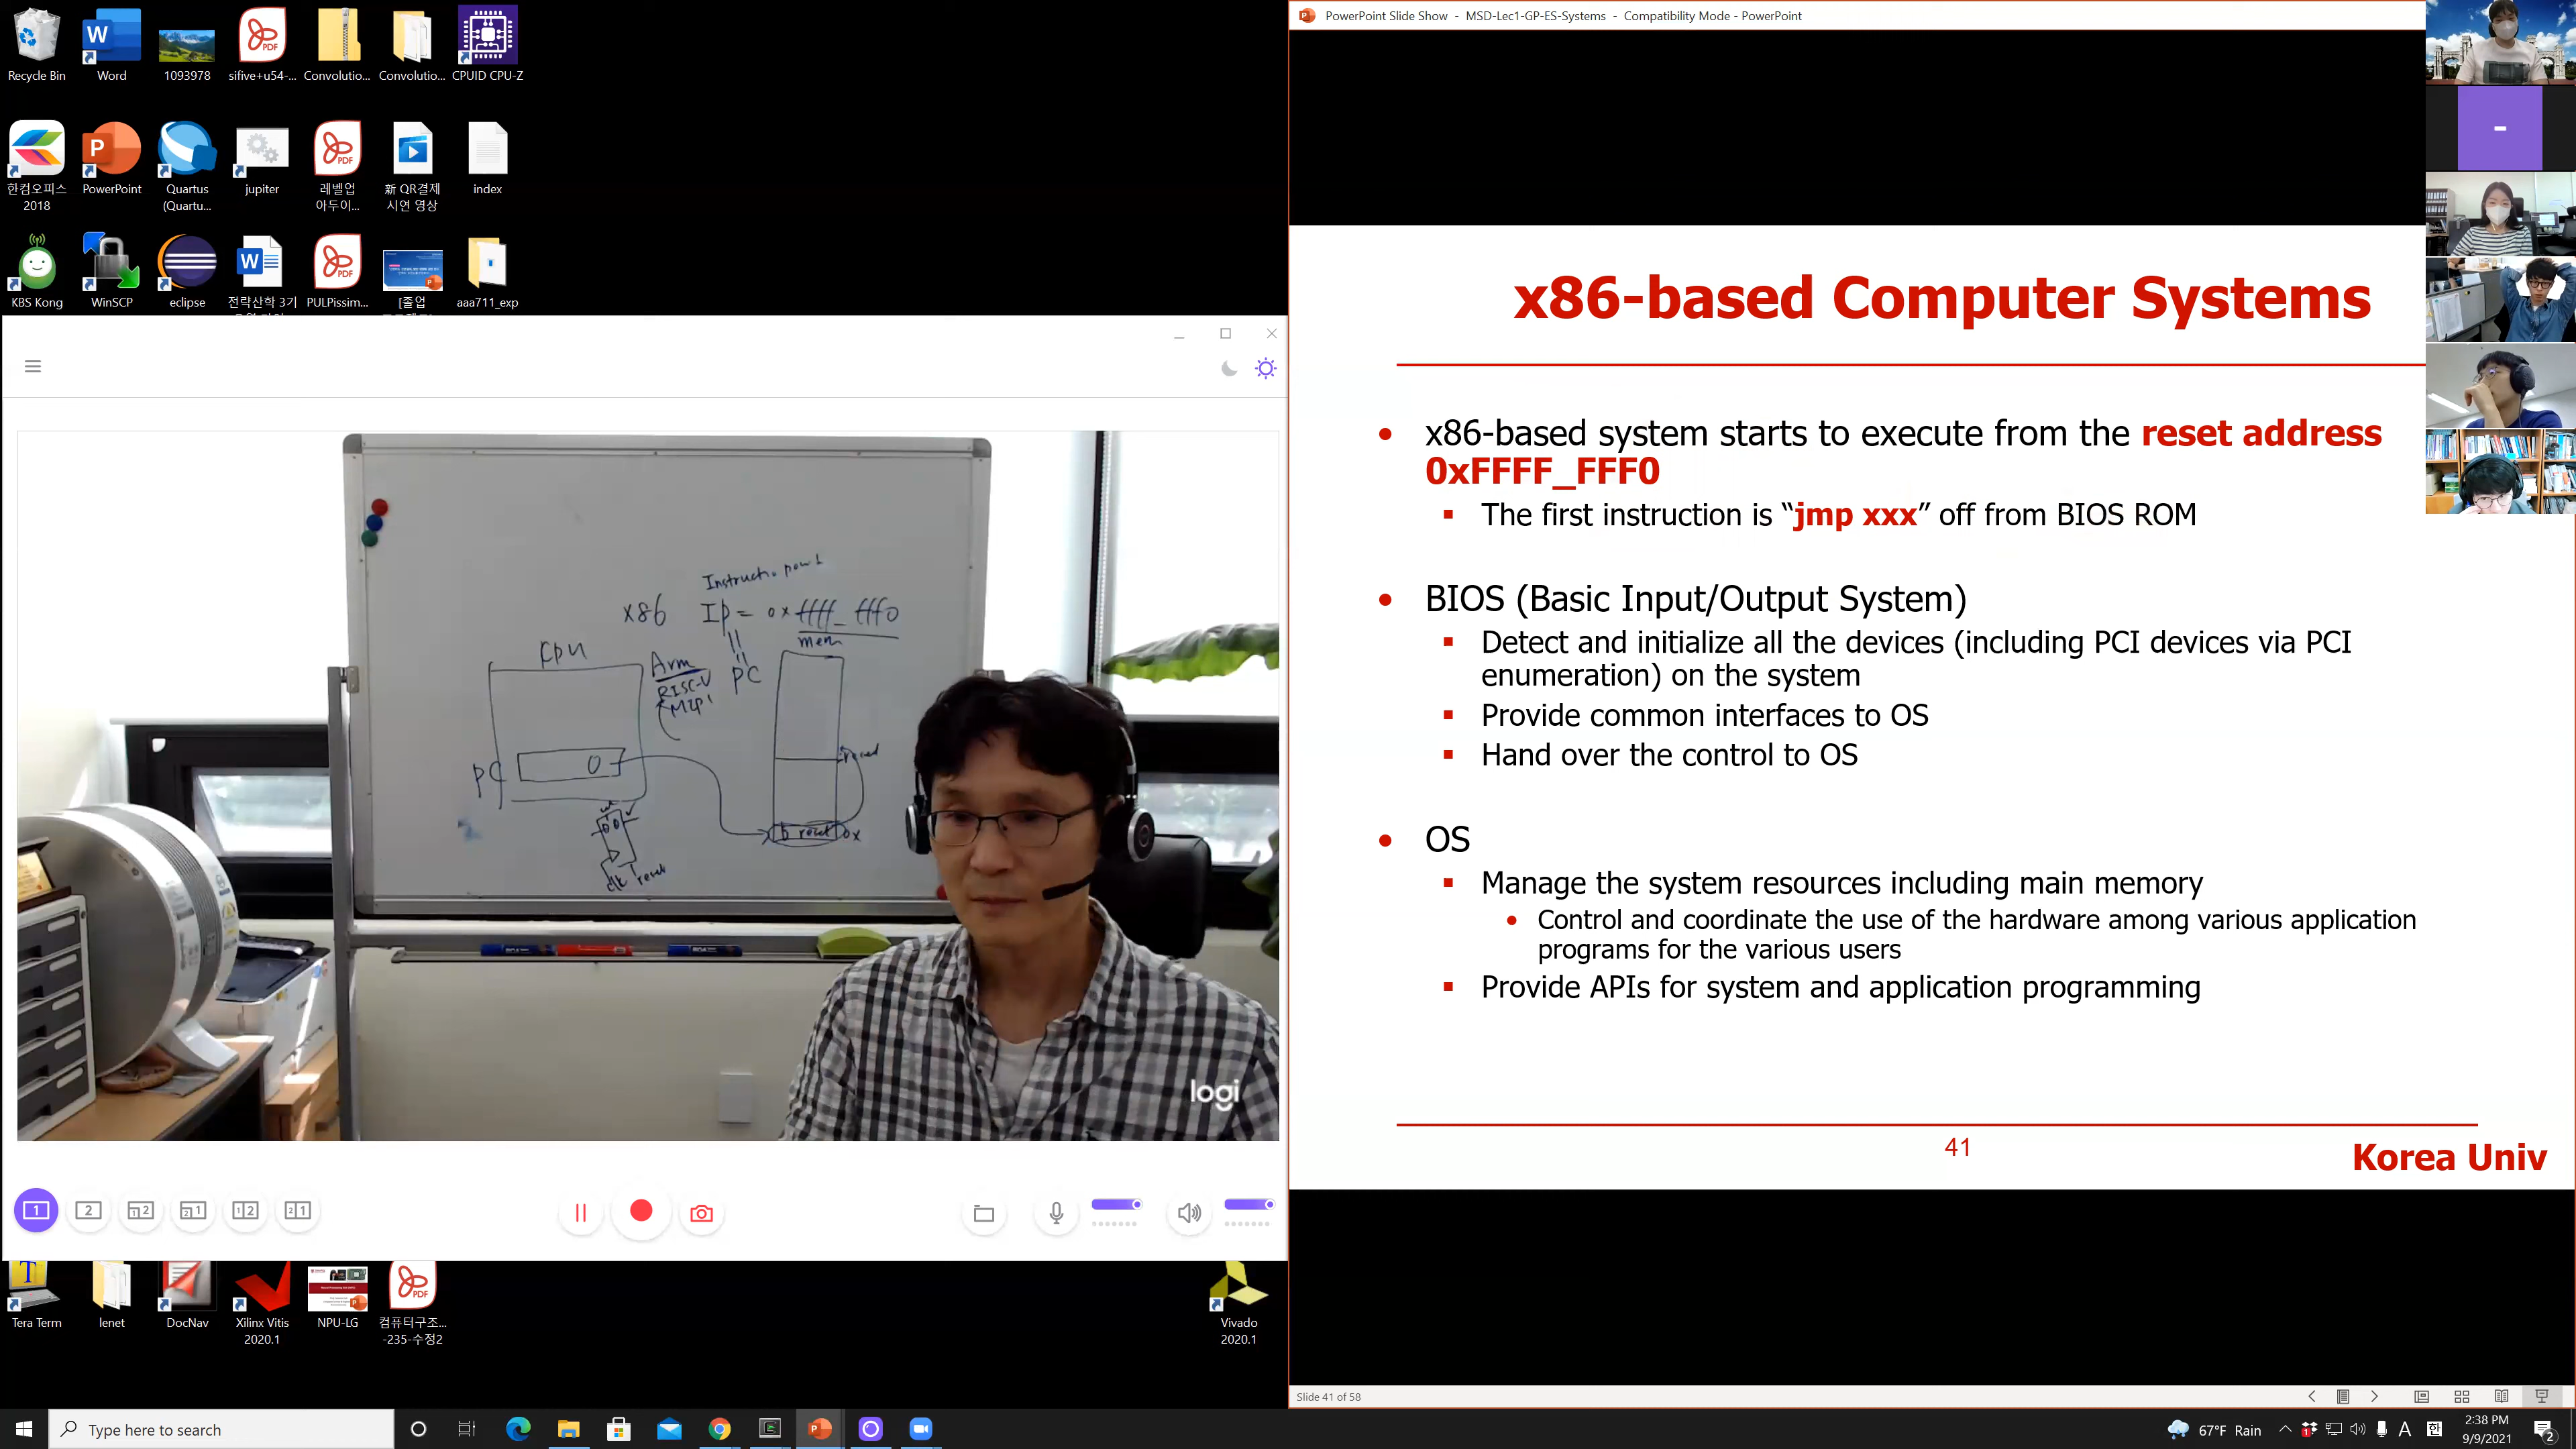 Recycle Bin
Word
1093978
sifive+u54-...
Convolutio...
Convolutio...
CPUID CPU-Z
한컴오피스
2018
PowerPoint
Quartus
(Quartu...
jupiter
레벨업
아두이...
新 QR결제
시연 영상
index
KBS Kong
WinSCP
eclipse
전략산학 3기
PULPissim...
[졸업
aaa711_exp
x86 IP = 0x ffff_fff0
mem
CPU
Arm
RISC-V
PC
PC
0
b reset 0x
clk reset
logi
1
2
Tera Term
lenet
DocNav
Xilinx Vitis
2020.1
NPU-LG
컴퓨터구조...
-235-수정2
Vivado
2020.1
PowerPoint Slide Show - MSD-Lec1-GP-ES-Systems - Compatibility Mode - PowerPoint
x86-based Computer Systems
x86-based system starts to execute from the reset address
0xFFFF_FFF0
The first instruction is “jmp xxx” off from BIOS ROM
BIOS (Basic Input/Output System)
Detect and initialize all the devices (including PCI devices via PCI
enumeration) on the system
Provide common interfaces to OS
Hand over the control to OS
OS
Manage the system resources including main memory
Control and coordinate the use of the hardware among various application
programs for the various users
Provide APIs for system and application programming
41
Korea Univ
Slide 41 of 58
Type here to search
67°F Rain
A
한
2:38 PM
9/9/2021
2